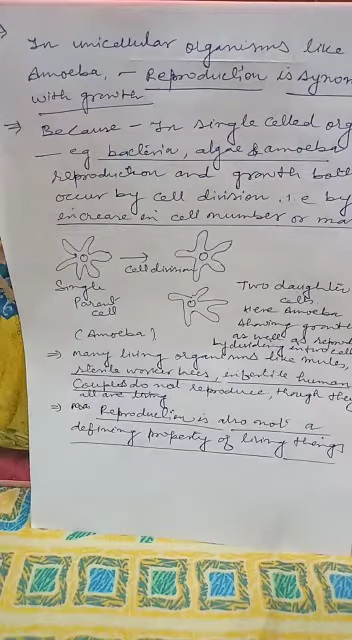 In unicellular organisms like
Amoeba, - Reproduction is synon
with growth
⇒ Because - In single celled org
- eg bacteria, algae & amoeba
reproduction and growth both
occur by cell division, i.e by
increase in cell number or ma
cell division
Single
Parent
cell
(Amoeba)
Two daughter
cells
Here Amoeba
showing growth
as well as reprod
by dividing into two cell
⇒ Many living organisms like mules,
sterile worker bees, infertile human
Couples do not reproduce, though they
all are living
⇒ Reproduction is also not a
defining property of living things